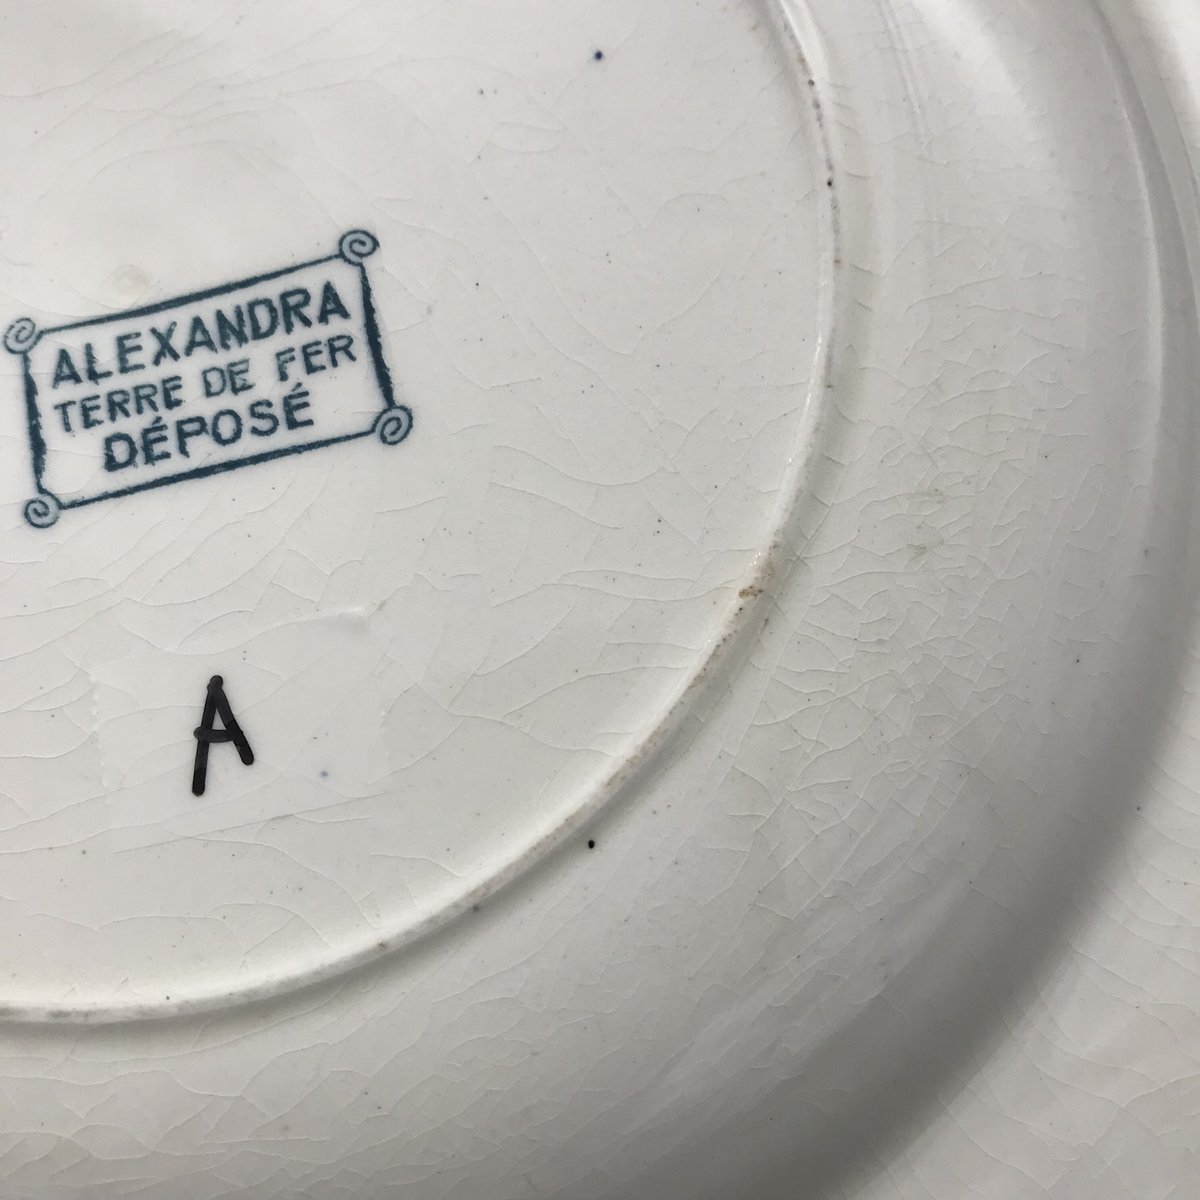 ALEXANDRA
TERRE DE FER
DÉPOSÉ
A